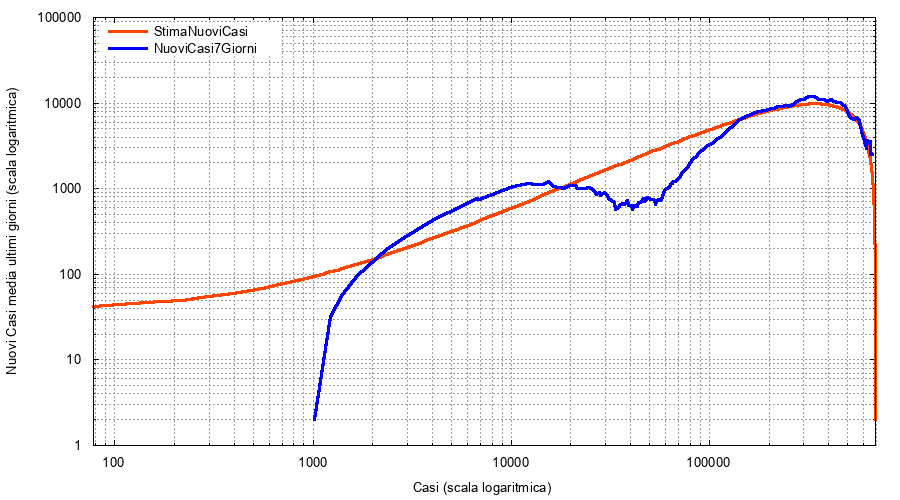 100000
10000
1000
100
10
1
StimaNuoviCasi
NuoviCasi7Giorni
Nuovi Casi media ultimi giorni (scala logaritmica)
100 1000 10000 100000
Casi (scala logaritmica)